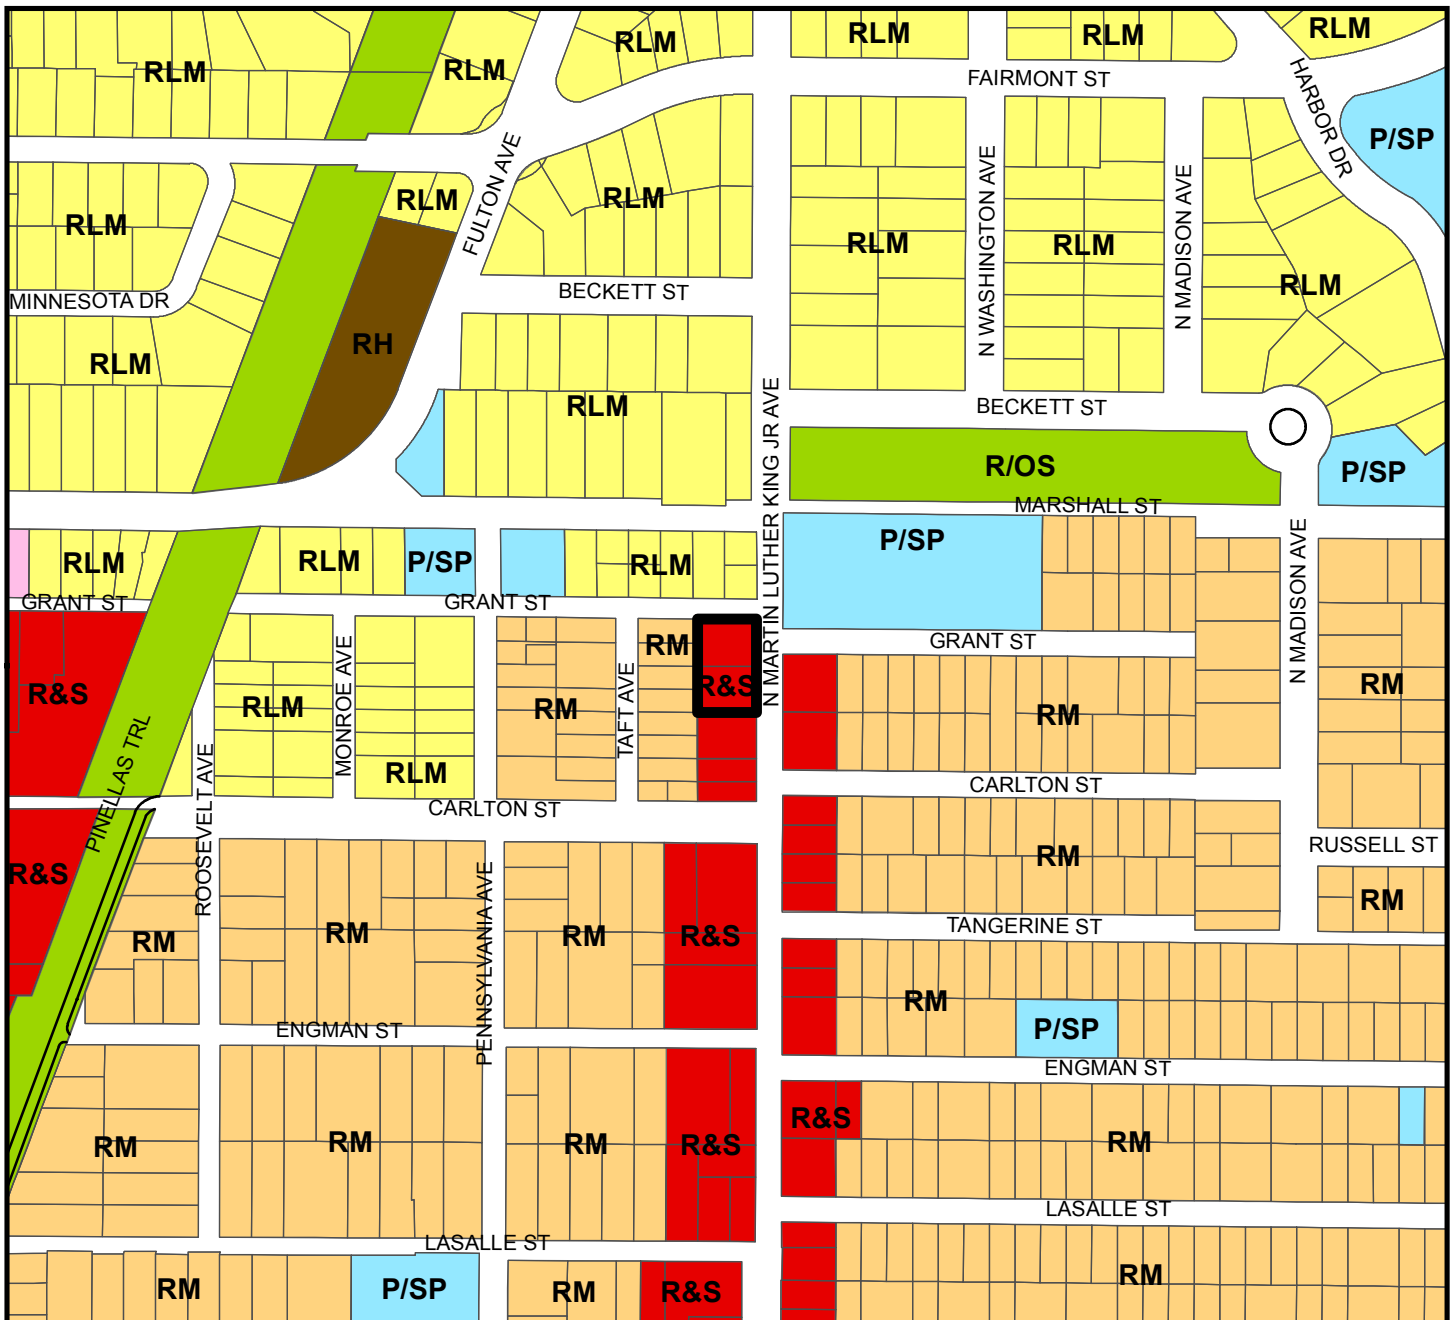 RLM
RLM
RLM
RLM
RLM
RLM
FAIRMONT ST
HARBOR DR
P/SP
FULTON AVE
RLM
RLM
RLM
N WASHINGTON AVE
N MADISON AVE
RLM
RLM
RLM
RLM
MINNESOTA DR
BECKETT ST
RH
RLM
RLM
BECKETT ST
N MARTIN LUTHER KING JR AVE
R/OS
P/SP
MARSHALL ST
RLM
RLM
P/SP
RLM
P/SP
N MADISON AVE
GRANT ST
GRANT ST
GRANT ST
RM
R&S
R&S
RLM
MONROE AVE
RM
TAFT AVE
RM
RM
PINELLAS TRL
ROOSEVELT AVE
RLM
CARLTON ST
CARLTON ST
R&S
RM
RUSSELL ST
RM
RM
RM
PENNSYLVANIA AVE
RM
R&S
TANGERINE ST
RM
P/SP
ENGMAN ST
ENGMAN ST
RM
RM
RM
R&S
R&S
RM
LASALLE ST
LASALLE ST
RM
P/SP
RM
R&S
RM